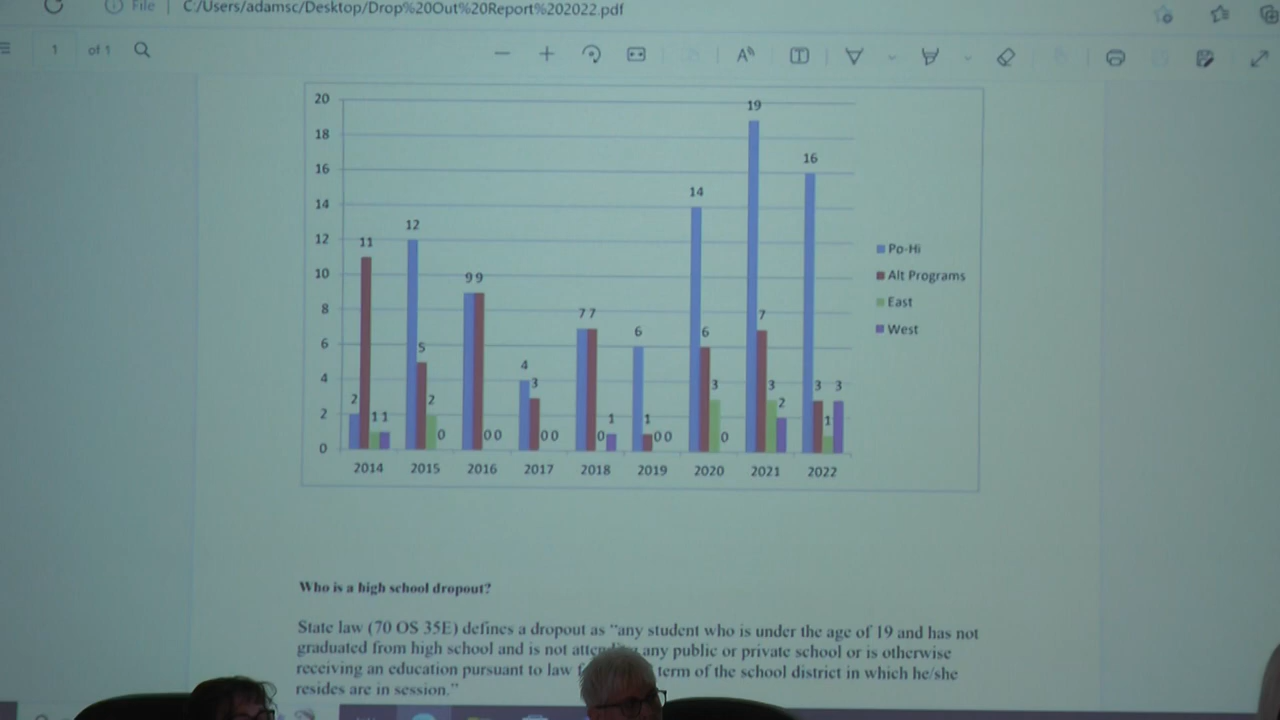 File | C:/Users/adamsc/Desktop/Drop%20Out%20Report%202022.pdf
1 of 1
20
18
16
14
12
10
8
6
4
2
0
2 11 1 1
12 5 2 0
9 9 0 0
4 3 0 0
7 7 0 1
6 1 0 0
14 6 3 0
19 7 3 2
16 3 1 3
2014 2015 2016 2017 2018 2019 2020 2021 2022
Po-Hi
Alt Programs
East
West
Who is a high school dropout?
State law (70 OS 35E) defines a dropout as “any student who is under the age of 19 and has not
graduated from high school and is not any public or private school or is otherwise
receiving an education pursuant to law term of the school district in which he/she
resides are in session.”